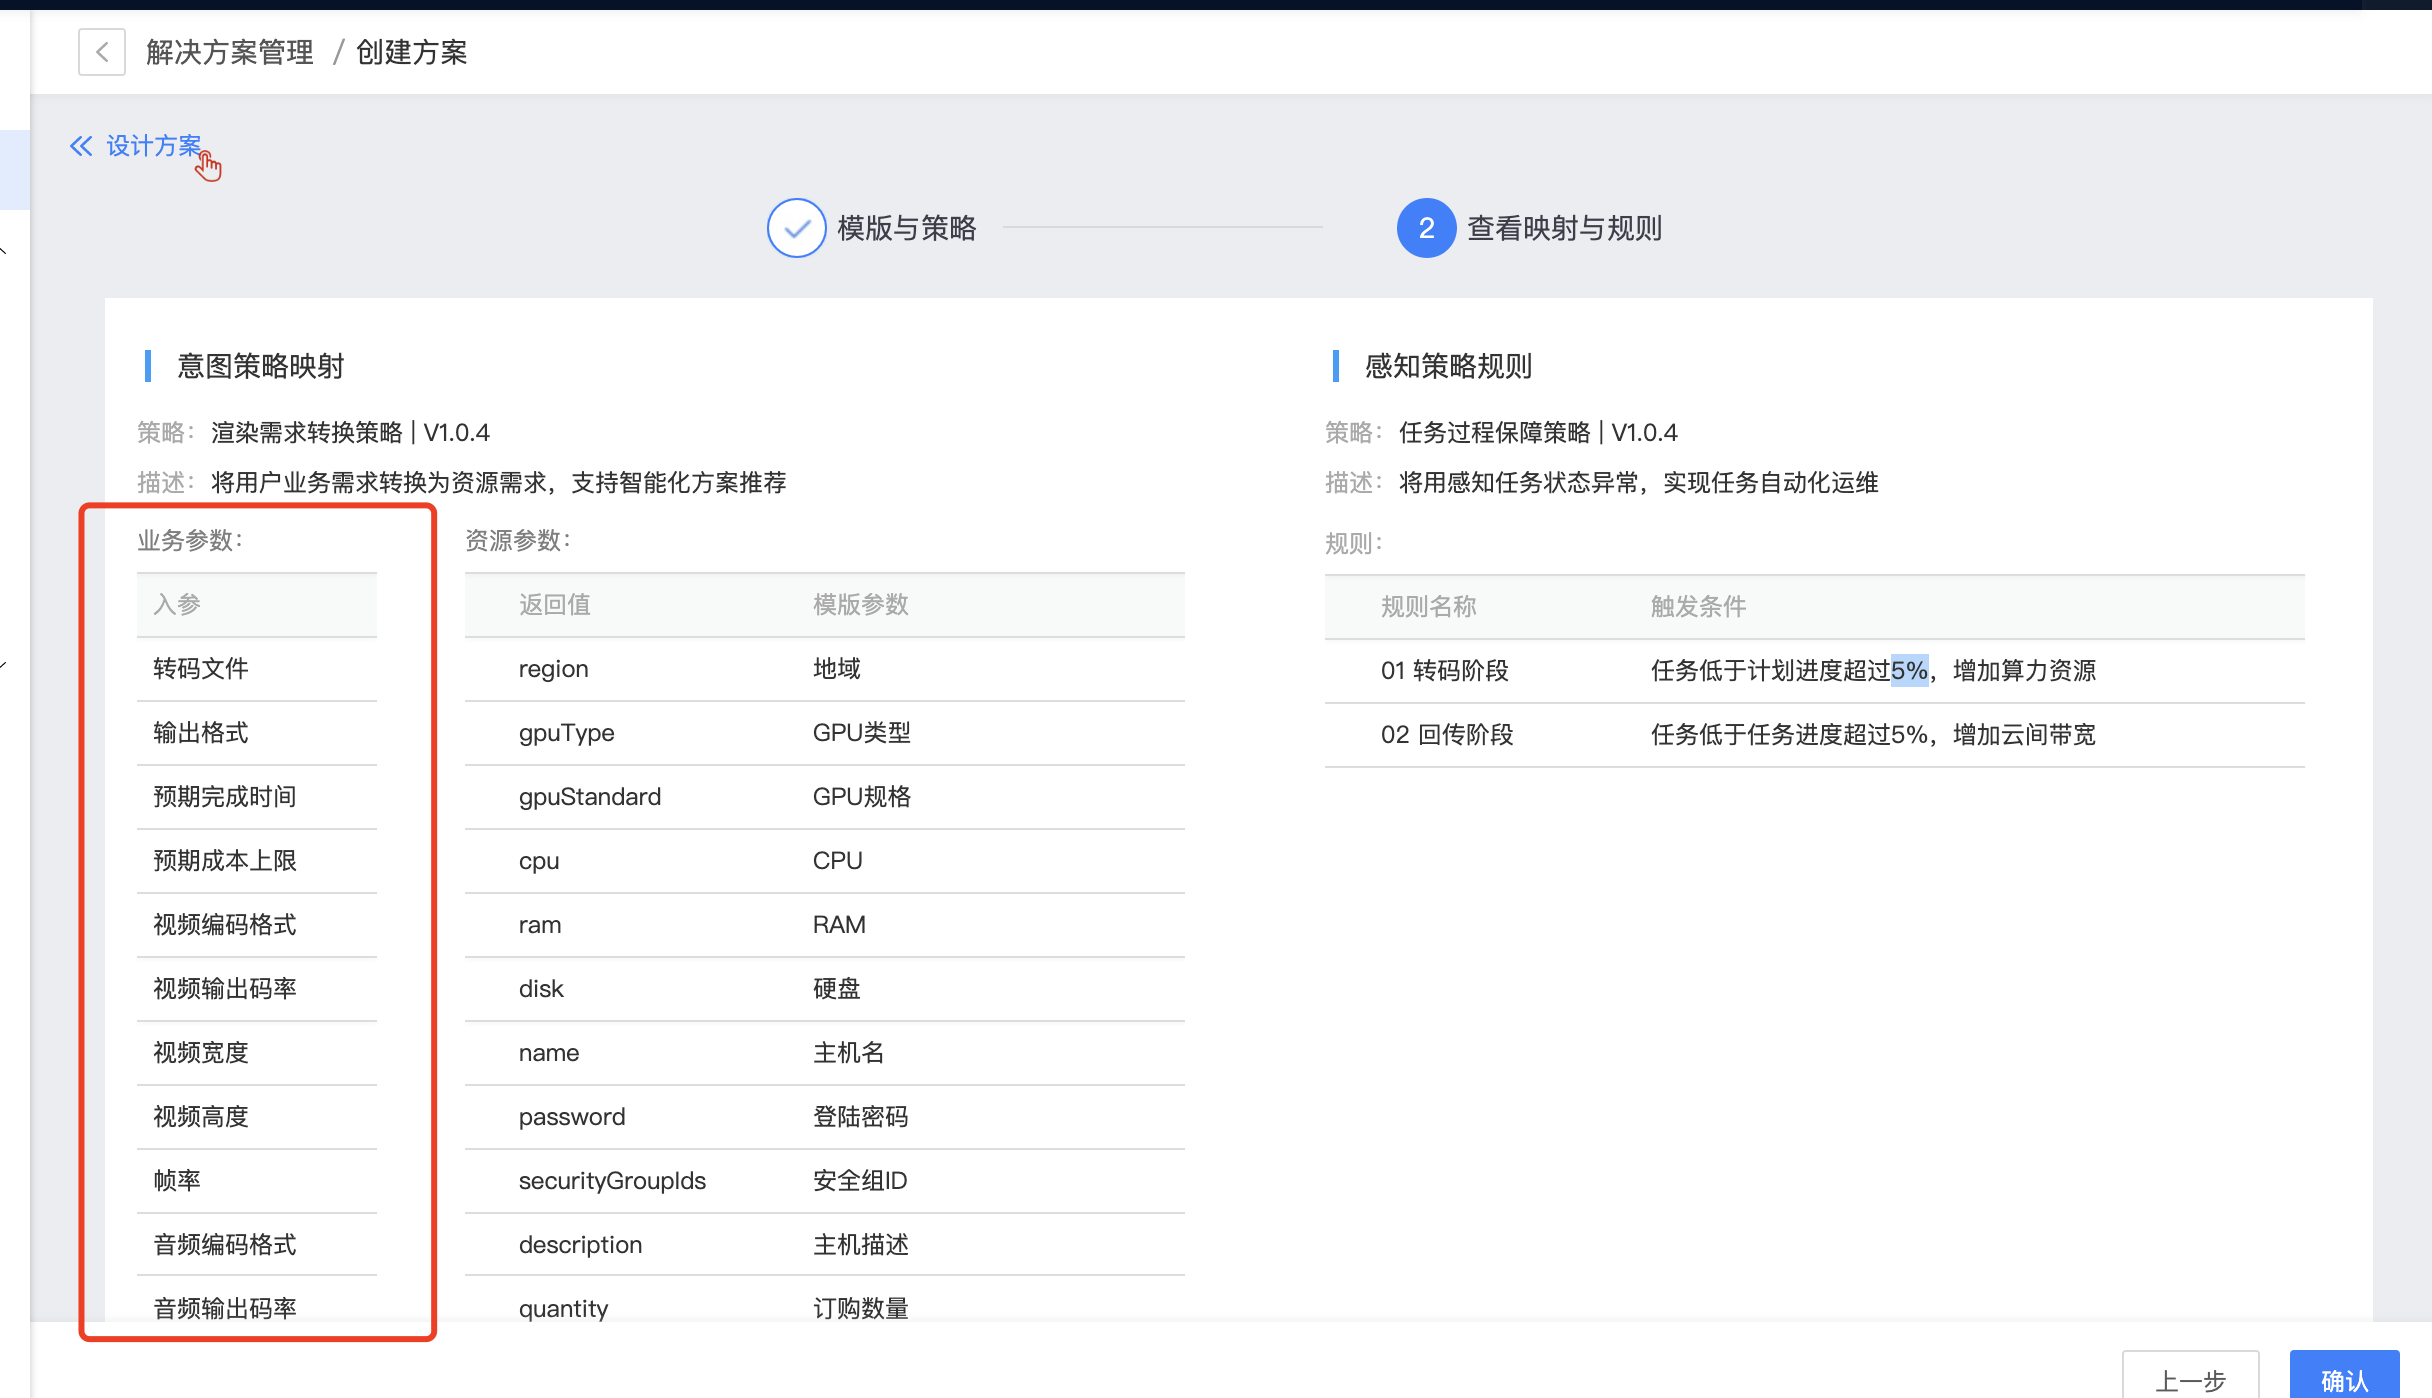 解决方案管理 / 创建方案
设计方案
模版与策略
2 查看映射与规则
意图策略映射
策略： 渲染需求转换策略 | V1.0.4
描述： 将用户业务需求转换为资源需求，支持智能化方案推荐
业务参数：
入参
转码文件
输出格式
预期完成时间
预期成本上限
视频编码格式
视频输出码率
视频宽度
视频高度
帧率
音频编码格式
音频输出码率
资源参数：
返回值 模版参数
region 地域
gpuType GPU类型
gpuStandard GPU规格
cpu CPU
ram RAM
disk 硬盘
name 主机名
password 登陆密码
securityGroupIds 安全组ID
description 主机描述
quantity 订购数量
感知策略规则
策略： 任务过程保障策略 | V1.0.4
描述： 将用感知任务状态异常，实现任务自动化运维
规则：
规则名称 触发条件
01 转码阶段 任务低于计划进度超过5%，增加算力资源
02 回传阶段 任务低于任务进度超过5%，增加云间带宽
上一步 确认